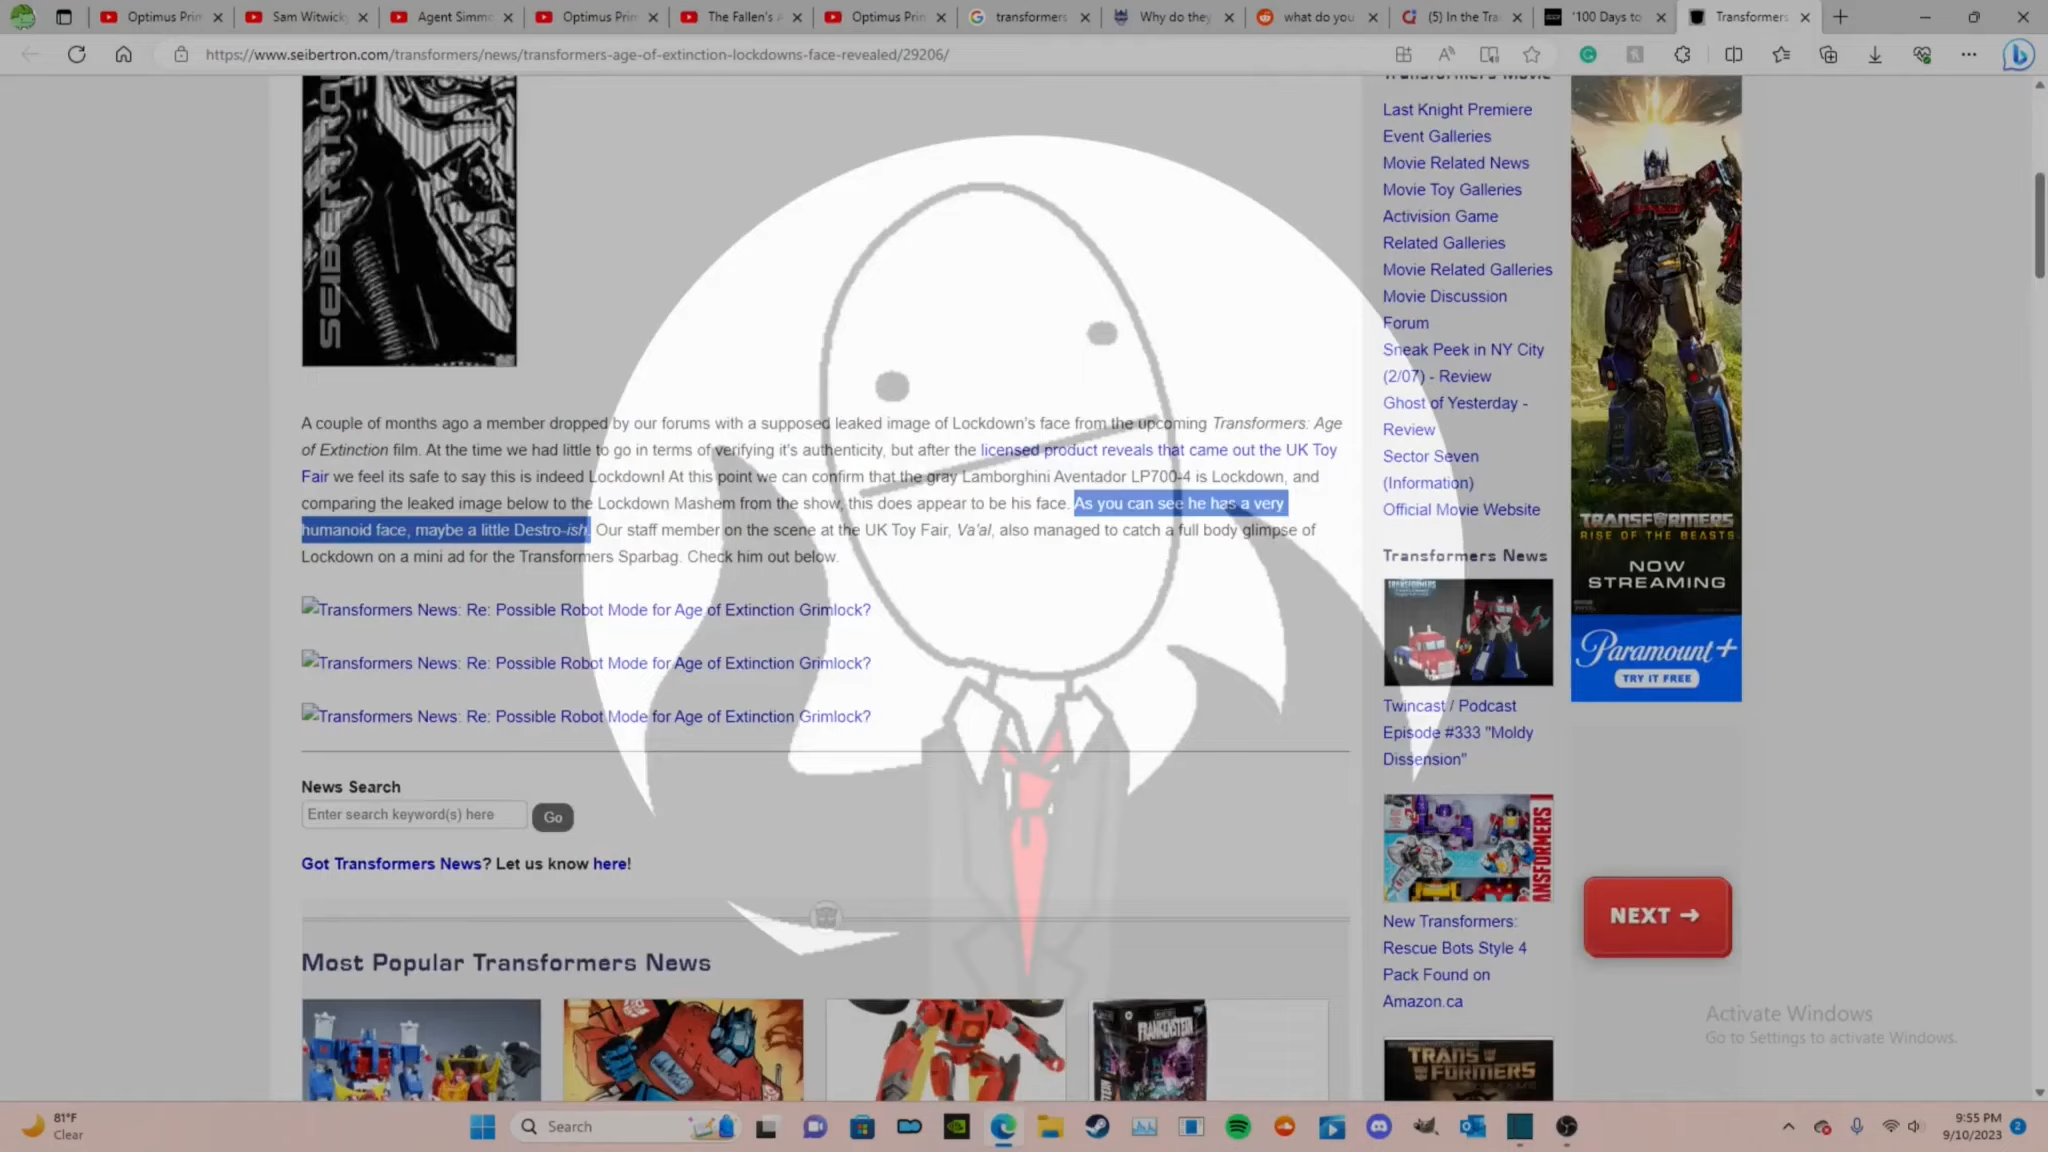 Optimus Prim
Sam Witwick
Agent Simmo
Optimus Prim
The Fallen's A
Optimus Prim
transformers
Why do they
what do you
(5) In the Tra
'100 Days to
Transformers
https://www.seibertron.com/transformers/news/transformers-age-of-extinction-lockdowns-face-revealed/29206/
SEIBERTRO
A couple of months ago a member dropped by our forums with a supposed leaked image of Lockdown's face from the upcoming Transformers: Age
of Extinction film. At the time we had little to go in terms of verifying it's authenticity, but after the licensed product reveals that came out the UK Toy
Fair we feel its safe to say this is indeed Lockdown! At this point we can confirm that the gray Lamborghini Aventador LP700-4 is Lockdown, and
comparing the leaked image below to the Lockdown Mashem from the show, this does appear to be his face. As you can see he has a very
humanoid face, maybe a little Destro-ish. Our staff member on the scene at the UK Toy Fair, Va'al, also managed to catch a full body glimpse of
Lockdown on a mini ad for the Transformers Sparbag. Check him out below.
Transformers News: Re: Possible Robot Mode for Age of Extinction Grimlock?
Transformers News: Re: Possible Robot Mode for Age of Extinction Grimlock?
Transformers News: Re: Possible Robot Mode for Age of Extinction Grimlock?
News Search
Enter search keyword(s) here
Go
Got Transformers News? Let us know here!
Most Popular Transformers News
FRANKENSTEIN
Transformers Movie
Last Knight Premiere
Event Galleries
Movie Related News
Movie Toy Galleries
Activision Game
Related Galleries
Movie Related Galleries
Movie Discussion
Forum
Sneak Peek in NY City
(2/07) - Review
Ghost of Yesterday -
Review
Sector Seven
(Information)
Official Movie Website
Transformers News
Twincast / Podcast
Episode #333 "Moldy
Dissension"
New Transformers:
Rescue Bots Style 4
Pack Found on
Amazon.ca
TRANSFORMERS
TRANSFORMERS
RISE OF THE BEASTS
NOW
STREAMING
Paramount+
TRY IT FREE
NEXT →
Activate Windows
Go to Settings to activate Windows.
81°F
Clear
Search
9:55 PM
9/10/2023
2